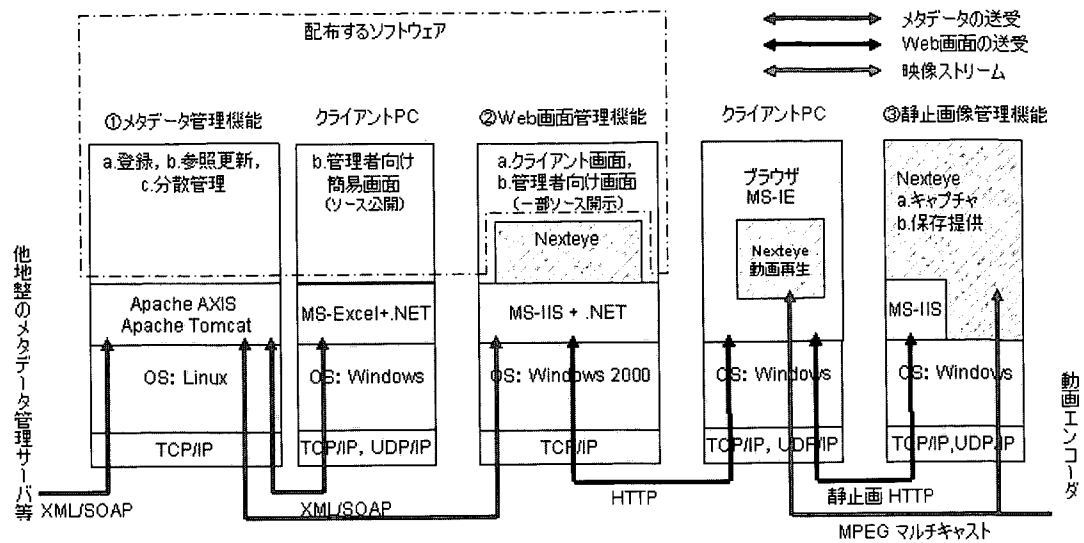 配布するソフトウェア
メタデータの送受
Web画面の送受
映像ストリーム
①メタデータ管理機能
クライアントPC
②Web画面管理機能
クライアントPC
③静止画像管理機能
a.登録, b.参照更新,
c.分散管理
b.管理者向け
簡易画面
(ソース公開)
a.クライアント画面,
b.管理者向け画面
(一部ソース開示)
Nexteye
ブラウザ
MS-IE
Nexteye
動画再生
Nexteye
a.キャプチャ
b.保存提供
Apache AXIS
Apache Tomcat
MS-Excel+.NET
MS-IIS + .NET
MS-IIS
OS: Linux
OS: Windows
OS: Windows 2000
OS: Windows
OS: Windows
TCP/IP
TCP/IP, UDP/IP
TCP/IP
TCP/IP, UDP/IP
TCP/IP,UDP/IP
他地整のメタデータ管理サーバ等
動画エンコーダ
XML/SOAP
XML/SOAP
HTTP
静止画 HTTP
MPEG マルチキャスト